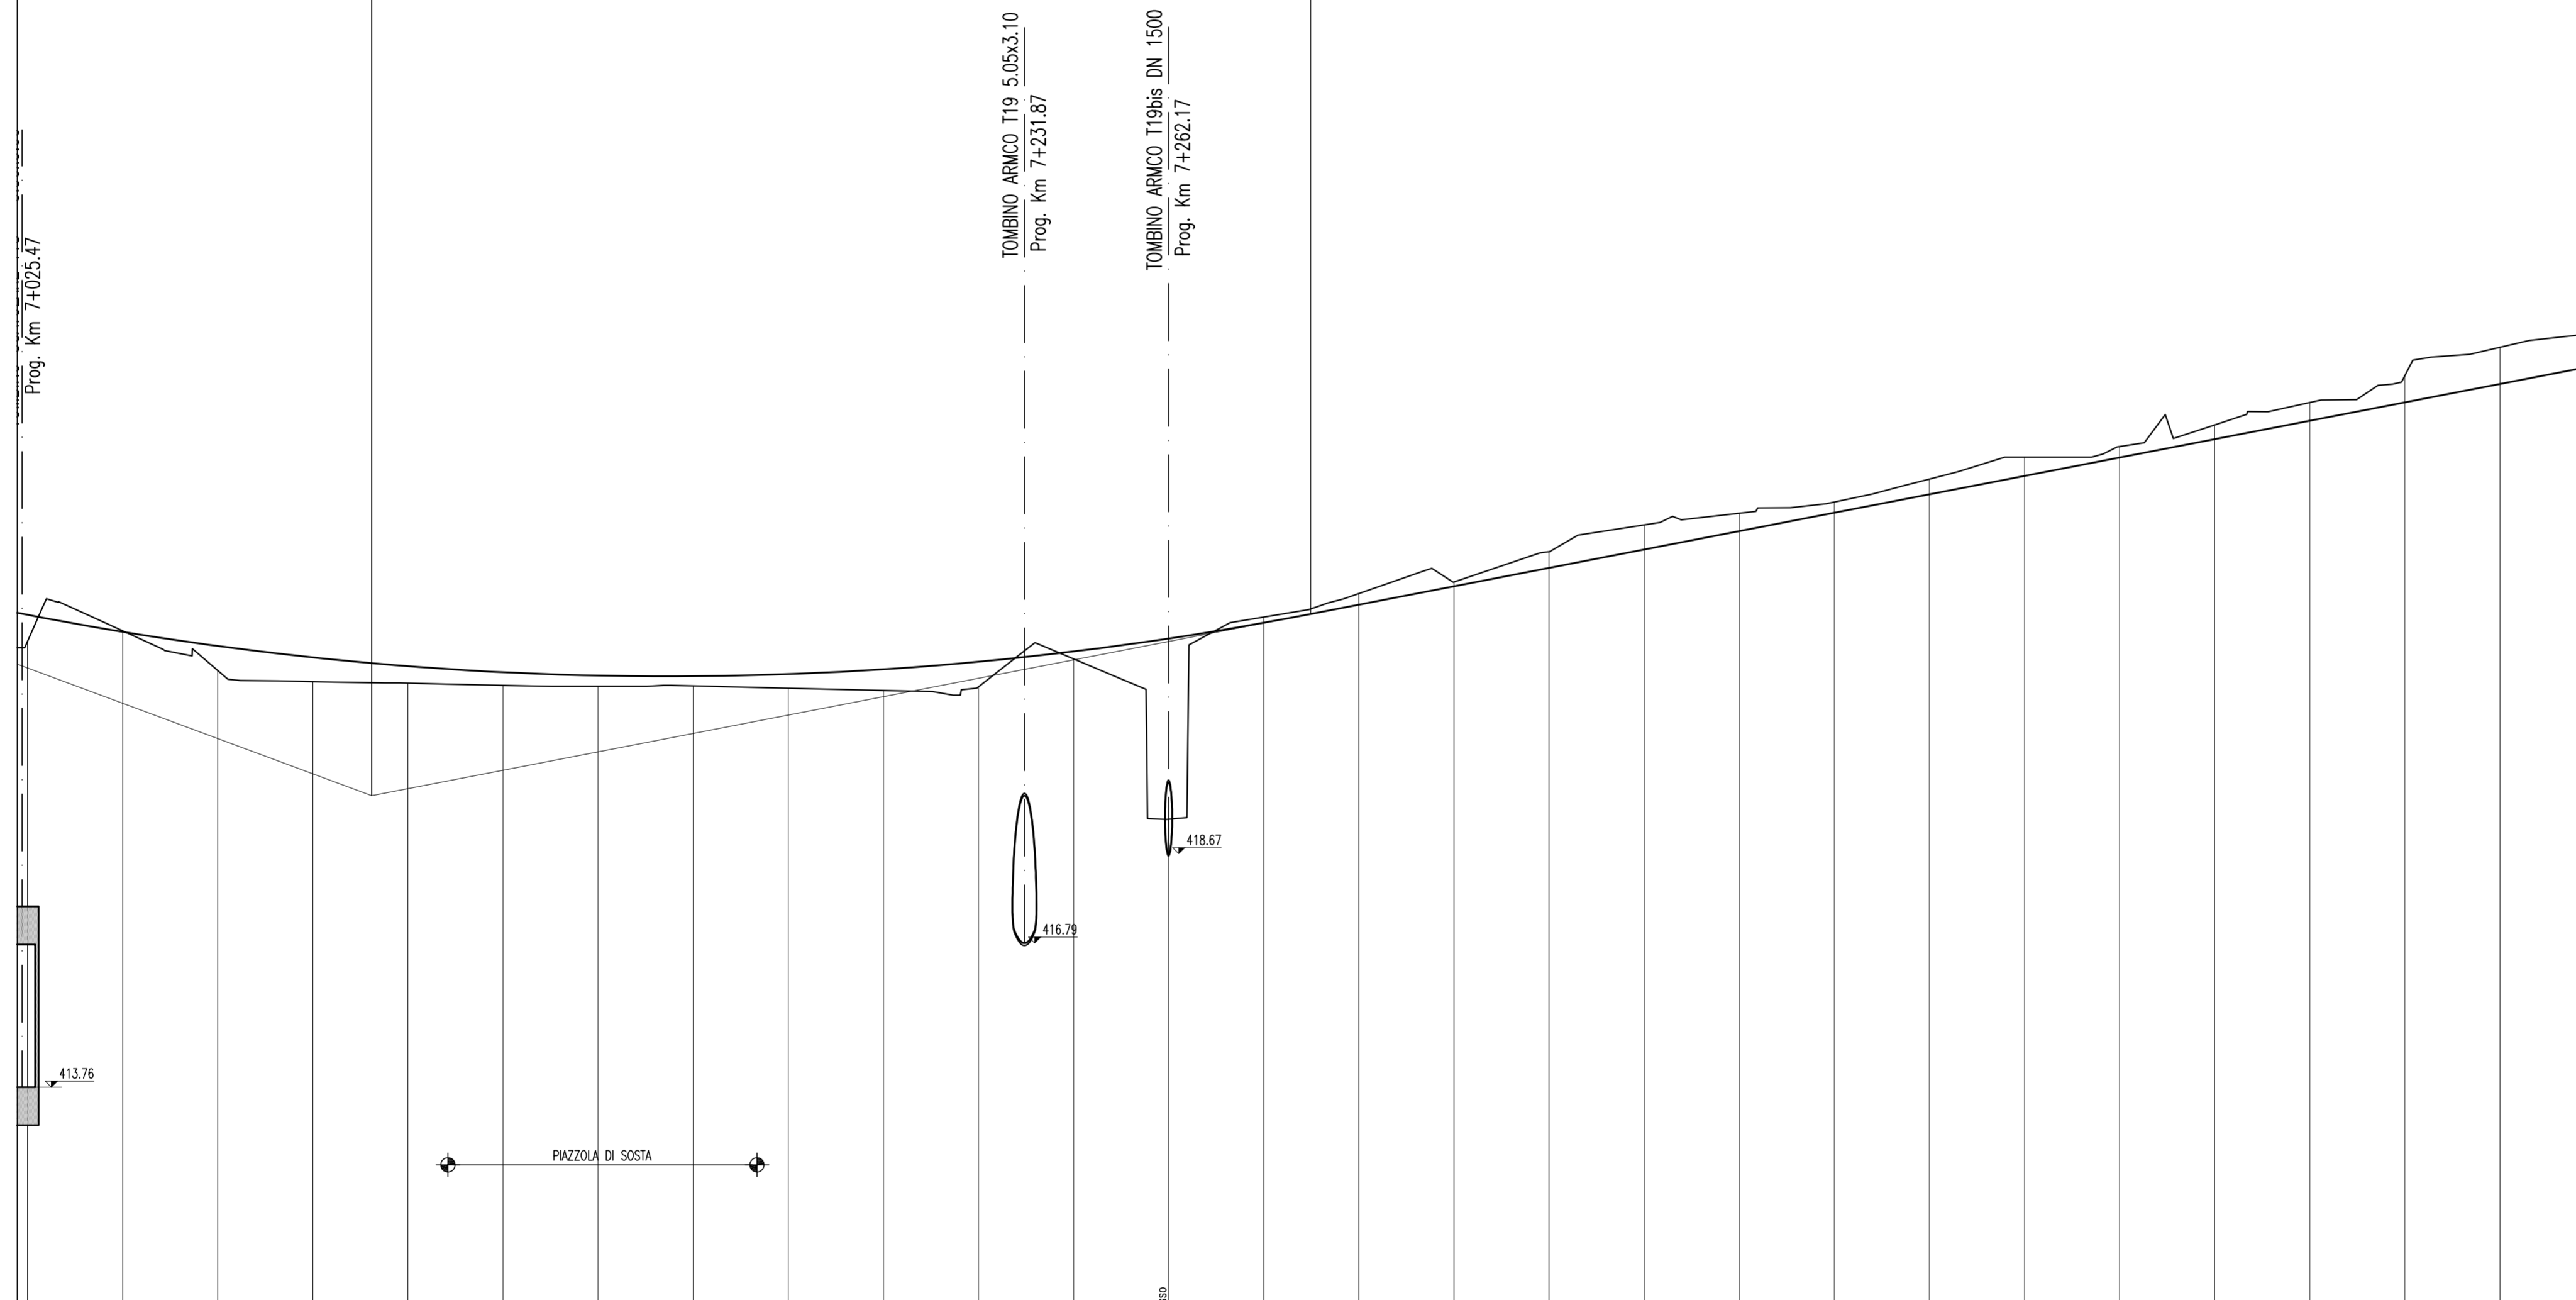 Prog. Km 7+025.47
TOMBINO ARMCO T19 5.05x3.10
Prog. Km 7+231.87
TOMBINO ARMCO T19bis DN 1500
Prog. Km 7+262.17
418.67
416.79
413.76
PIAZZOLA DI SOSTA